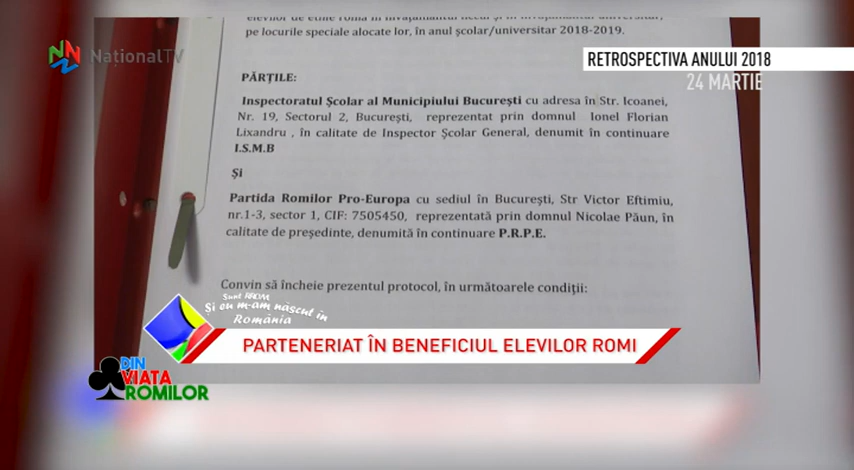 elevilor de etnie romă în învățământul liceal și în învățământul universitar,
pe locurile speciale alocate lor, în anul școlar/universitar 2018-2019.
NaționalTV
RETROSPECTIVA ANULUI 2018
24 MARTIE
PĂRȚILE:
Inspectoratul Școlar al Municipiului București cu adresa în Str. Icoanei,
Nr. 19, Sectorul 2, București, reprezentat prin domnul Ionel Florian
Lixandru , în calitate de Inspector Școlar General, denumit în continuare
I.S.M.B
Și
Partida Romilor Pro-Europa cu sediul în București, Str Victor Eftimiu,
nr.1-3, sector 1, CIF: 7505450, reprezentată prin domnul Nicolae Păun, în
calitate de președinte, denumită în continuare P.R.P.E.
Convin să încheie prezentul protocol, în următoarele condiții:
Sunt RROM
Și eu m-am născut în
România
PARTENERIAT ÎN BENEFICIUL ELEVILOR ROMI
DIN
VIAȚA
ROMILOR